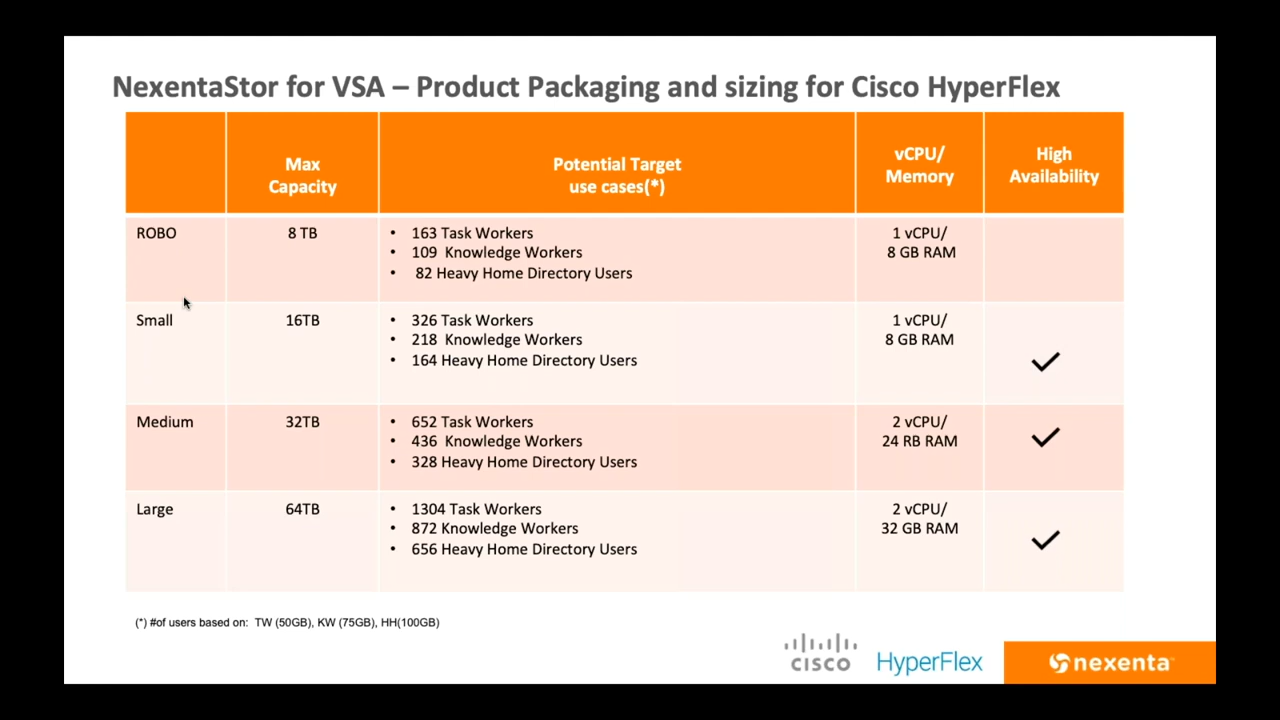 NexentaStor for VSA – Product Packaging and sizing for Cisco HyperFlex
Max
Capacity
Potential Target
use cases(*)
vCPU/
Memory
High
Availability
ROBO
8 TB
• 163 Task Workers
• 109 Knowledge Workers
• 82 Heavy Home Directory Users
1 vCPU/
8 GB RAM
Small
16TB
• 326 Task Workers
• 218 Knowledge Workers
• 164 Heavy Home Directory Users
1 vCPU/
8 GB RAM
Medium
32TB
• 652 Task Workers
• 436 Knowledge Workers
• 328 Heavy Home Directory Users
2 vCPU/
24 RB RAM
Large
64TB
• 1304 Task Workers
• 872 Knowledge Workers
• 656 Heavy Home Directory Users
2 vCPU/
32 GB RAM
(*) #of users based on: TW (50GB), KW (75GB), HH(100GB)
CISCO
HyperFlex
nexenta